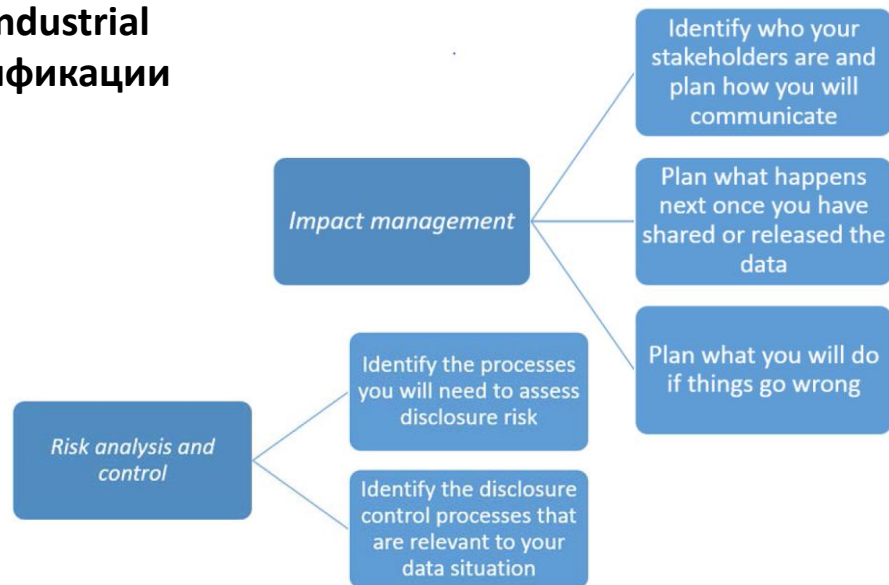 ndustrial
фикации
Identify who your
stakeholders are and
plan how you will
communicate
Impact management
Plan what happens
next once you have
shared or released the
data
Plan what you will do
if things go wrong
Risk analysis and
control
Identify the processes
you will need to assess
disclosure risk
Identify the disclosure
control processes that
are relevant to your
data situation